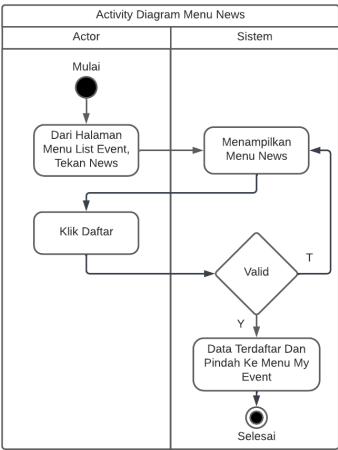 Activity Diagram Menu News
Actor
Sistem
Mulai
Dari Halaman
Menu List Event,
Tekan News
Menampilkan
Menu News
Klik Daftar
Valid
T
Y
Data Terdaftar Dan
Pindah Ke Menu My
Event
Selesai